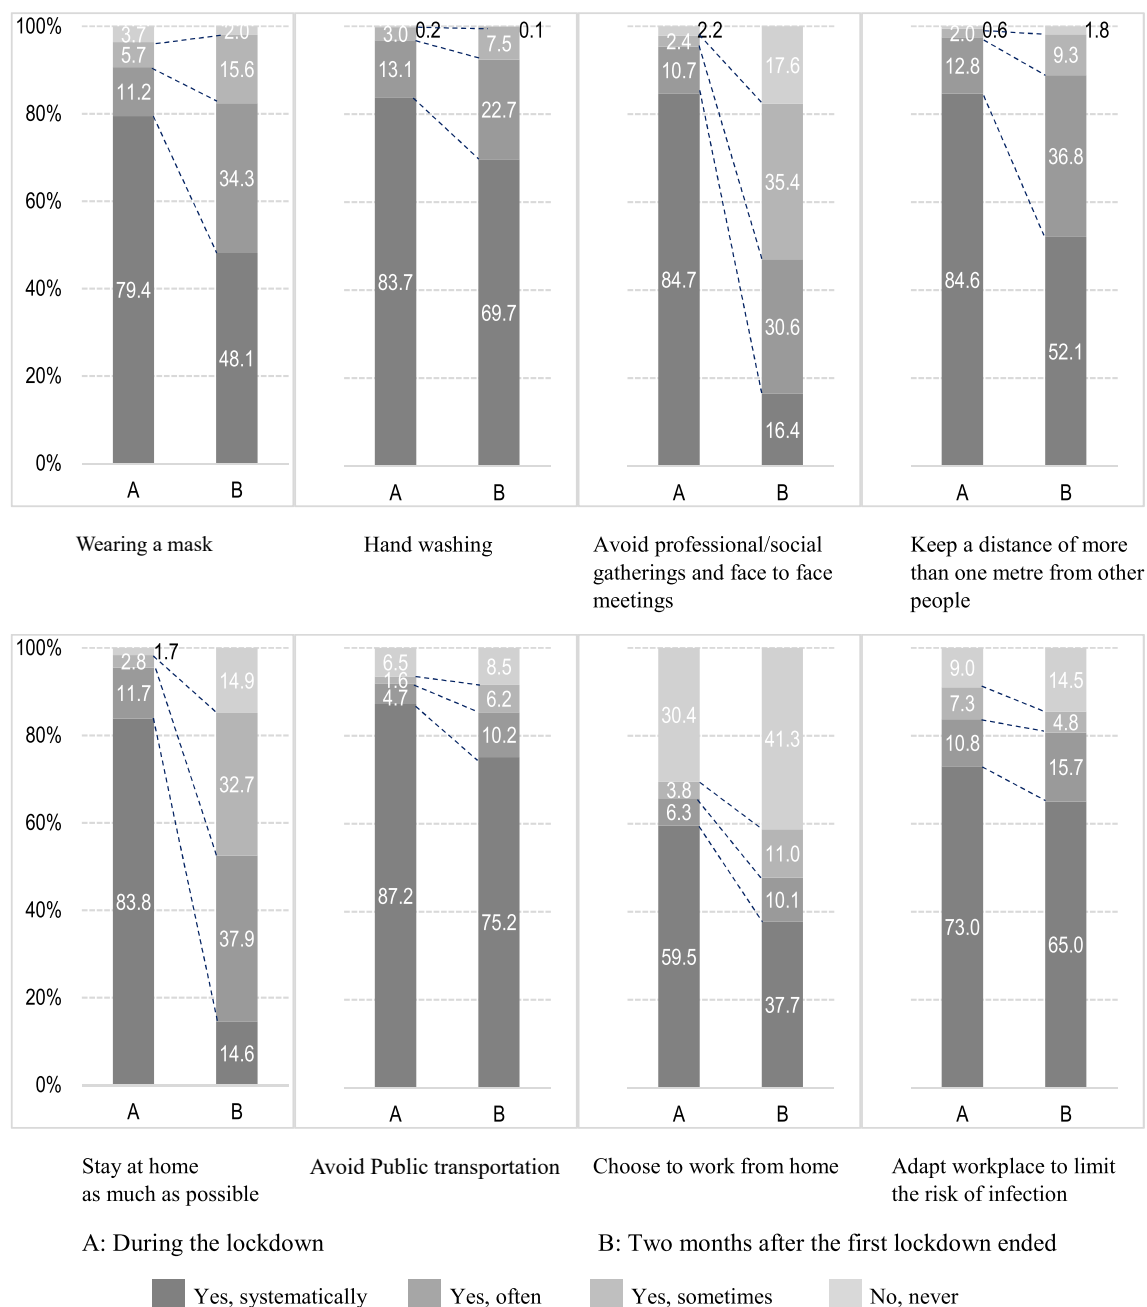 100%
80%
60%
40%
20%
0%
3.7
5.7
11.2
79.4
2.0
15.6
34.3
48.1
A B
3.0
0.2
13.1
83.7
0.1
7.5
22.7
69.7
A B
2.2
2.4
10.7
84.7
17.6
35.4
30.6
16.4
A B
2.0
0.6
12.8
84.6
1.8
9.3
36.8
52.1
A B
Wearing a mask
Hand washing
Avoid professional/social
gatherings and face to face
meetings
Keep a distance of more
than one metre from other
people
100%
80%
60%
40%
20%
0%
1.7
2.8
11.7
83.8
14.9
32.7
37.9
14.6
A B
6.5
1.6
4.7
87.2
8.5
6.2
10.2
75.2
A B
30.4
3.8
6.3
59.5
41.3
11.0
10.1
37.7
A B
9.0
7.3
10.8
73.0
14.5
4.8
15.7
65.0
A B
Stay at home
as much as possible
Avoid Public transportation
Choose to work from home
Adapt workplace to limit
the risk of infection
A: During the lockdown
B: Two months after the first lockdown ended
Yes, systematically
Yes, often
Yes, sometimes
No, never